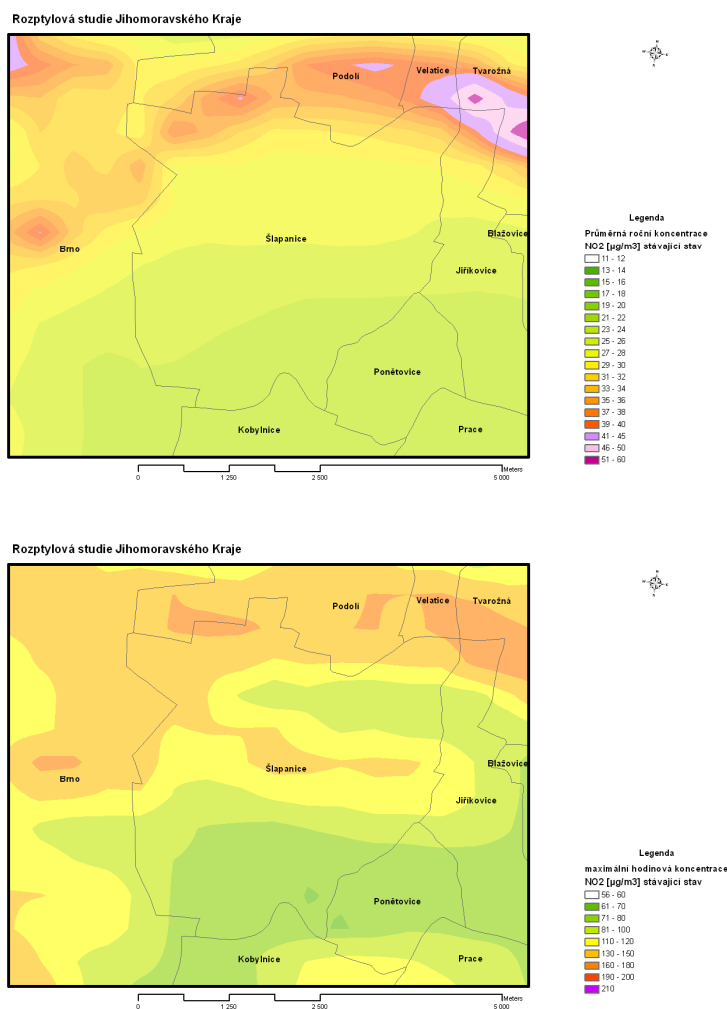 Rozptylová studie Jihomoravského Kraje
Podolí
Velatice
Tvarožná
Šlapanice
Blažovice
Brno
Jiříkovice
Ponětovice
Kobylnice
Prace
Meters
0
1 250
2 500
5 000
Legenda
Průměrná roční koncentrace
NO2 [µg/m3] stávající stav
11 - 12
13 - 14
15 - 16
17 - 18
19 - 20
21 - 22
23 - 24
25 - 26
27 - 28
29 - 30
31 - 32
33 - 34
35 - 36
37 - 38
39 - 40
41 - 45
46 - 50
51 - 60
Rozptylová studie Jihomoravského Kraje
Podolí
Velatice
Tvarožná
Šlapanice
Blažovice
Brno
Jiříkovice
Ponětovice
Kobylnice
Prace
Meters
0
1 250
2 500
5 000
Legenda
maximální hodinová koncentrace
NO2 [µg/m3] stávající stav
56 - 60
61 - 70
71 - 80
81 - 100
110 - 120
130 - 150
160 - 180
190 - 200
210